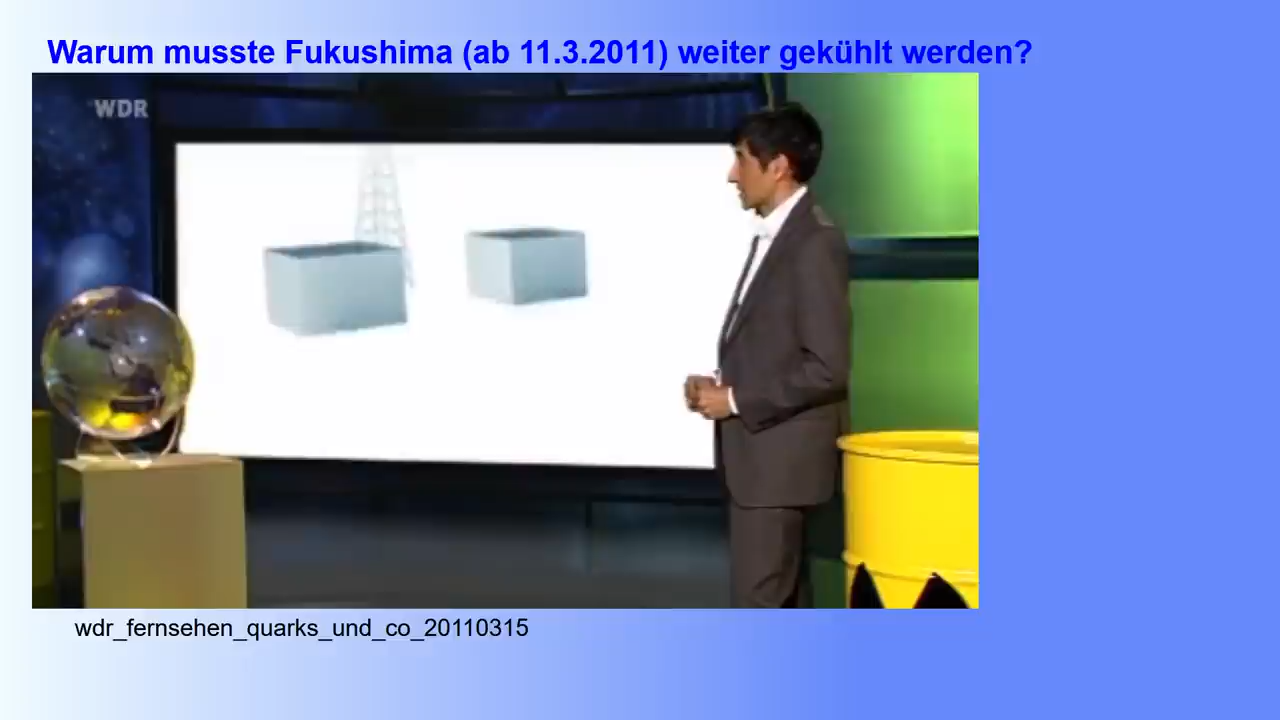 Warum musste Fukushima (ab 11.3.2011) weiter gekühlt werden?
WDR
wdr_fernsehen_quarks_und_co_20110315